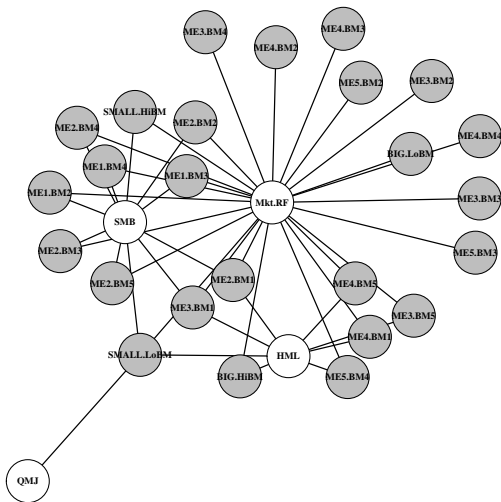 ME3.BM4
ME4.BM3
ME4.BM2
ME5.BM2
ME3.BM2
SMALL.HiBM
ME2.BM4
ME2.BM2
ME4.BM4
BIG.LoBM
ME1.BM4
ME1.BM3
ME1.BM2
Mkt.RF
ME3.BM3
SMB
ME2.BM3
ME5.BM3
ME2.BM5
ME2.BM1
ME4.BM5
ME3.BM1
ME3.BM5
ME4.BM1
SMALL.LoBM
HML
BIG.HiBM
ME5.BM4
QMJ